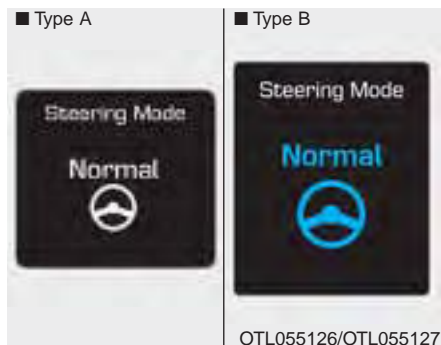 ■ Type A
Steering Mode
Normal
■ Type B
Steering Mode
Normal
OTL055126/OTL055127